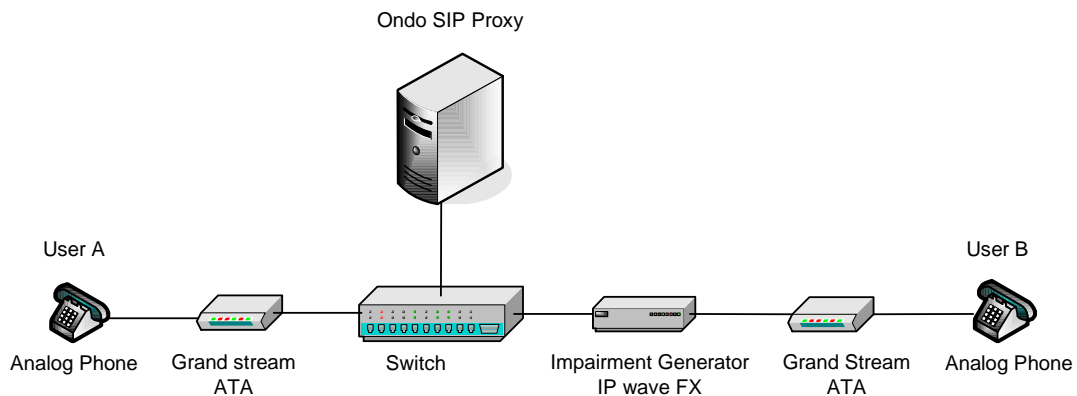 Ondo SIP Proxy
User A
User B
Analog Phone
Grand stream
ATA
Switch
Impairment Generator
IP wave FX
Grand Stream
ATA
Analog Phone